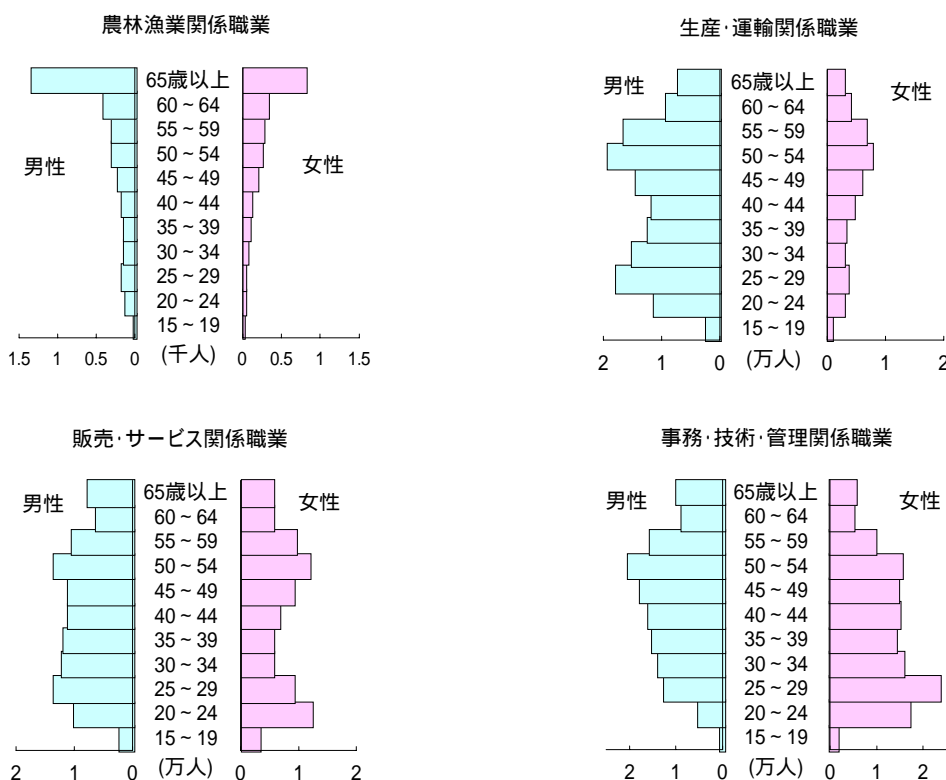 農林漁業関係職業
男性
女性
65歳以上
60~64
55~59
50~54
45~49
40~44
35~39
30~34
25~29
20~24
15~19
1.5 1 0.5 0 (千人) 0 0.5 1 1.5
生産・運輸関係職業
男性
女性
65歳以上
60~64
55~59
50~54
45~49
40~44
35~39
30~34
25~29
20~24
15~19
2 1 0 (万人) 0 1 2
販売・サービス関係職業
男性
女性
65歳以上
60~64
55~59
50~54
45~49
40~44
35~39
30~34
25~29
20~24
15~19
2 1 0 (万人) 0 1 2
事務・技術・管理関係職業
男性
女性
65歳以上
60~64
55~59
50~54
45~49
40~44
35~39
30~34
25~29
20~24
15~19
2 1 0 (万人) 0 1 2